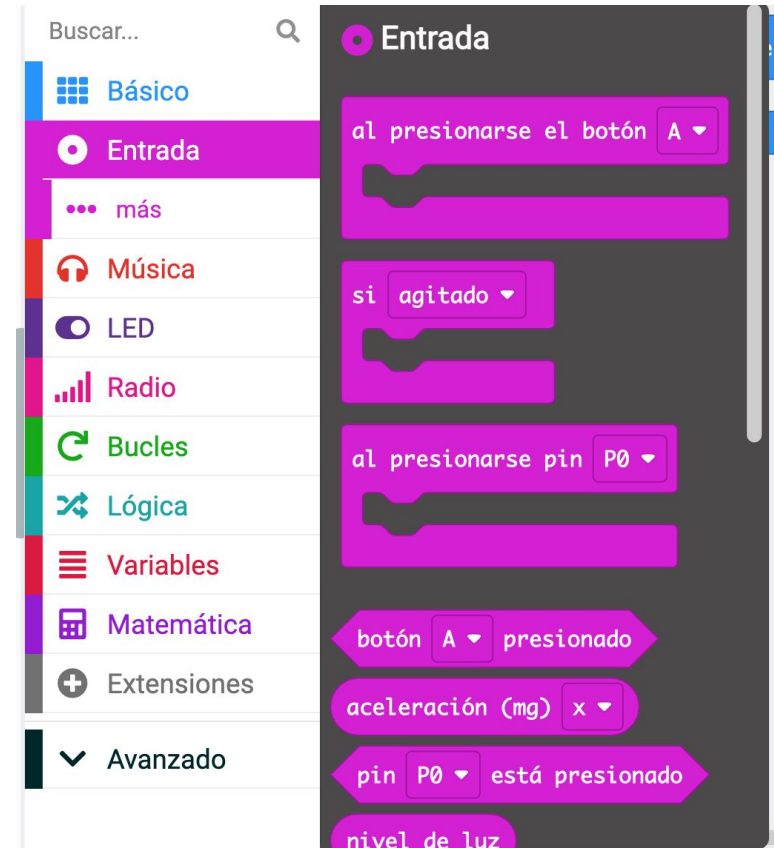 Buscar...
Básico
Entrada
más
Música
LED
Radio
Bucles
Lógica
Variables
Matemática
Extensiones
Avanzado
Entrada
al presionarse el botón A
si agitado
al presionarse pin P0
botón A presionado
aceleración (mg) x
pin P0 está presionado
nivel de luz